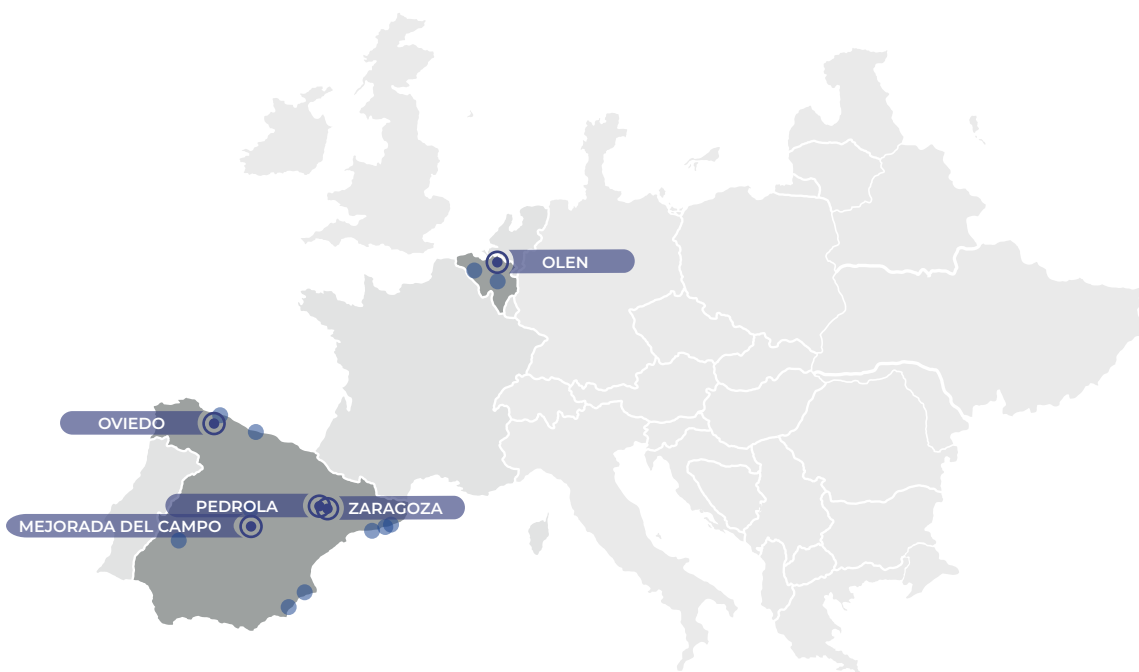 OLEN
OVIEDO
PEDROLA
ZARAGOZA
MEJORADA DEL CAMPO